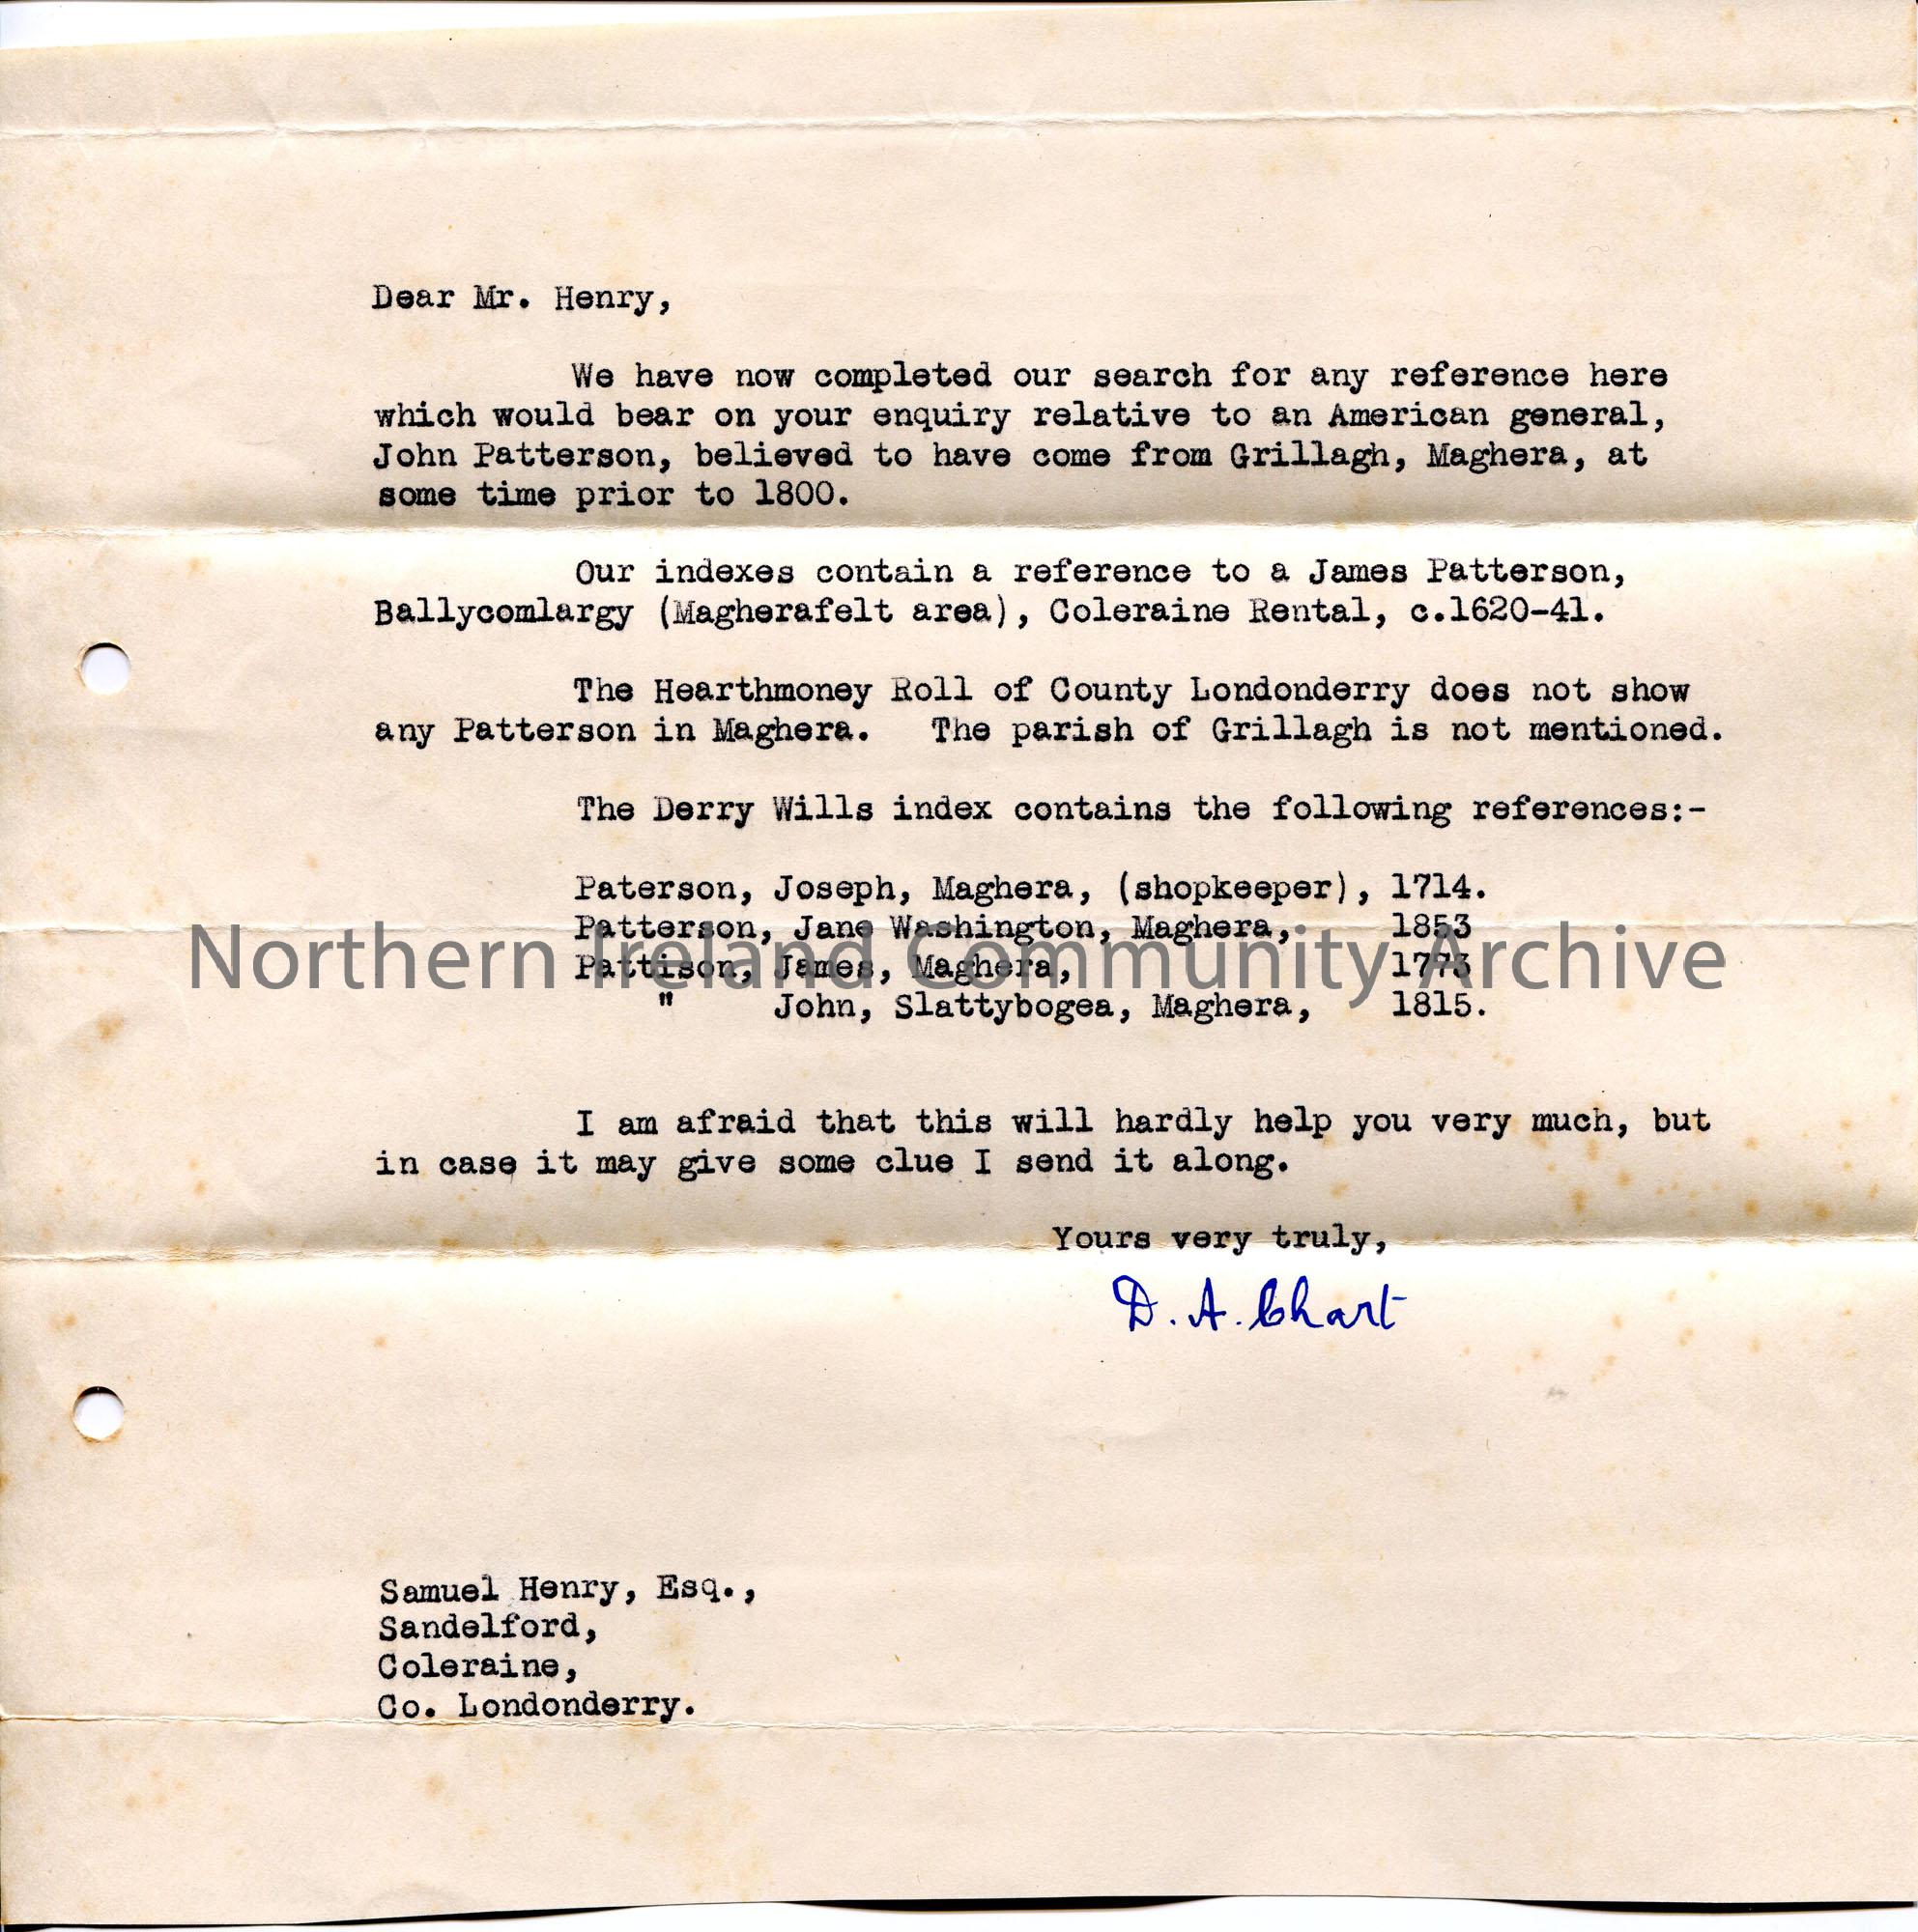 Dear Mr. Henry,
We have now completed our search for any reference here
which would bear on your enquiry relative to an American general,
John Patterson, believed to have come from Grillagh, Maghera, at
some time prior to 1800.
Our indexes contain a reference to a James Patterson,
Ballycomlargy (Magherafelt area), Coleraine Rental, c.1620-41.
The Hearthmoney Roll of County Londonderry does not show
any Patterson in Maghera. The parish of Grillagh is not mentioned.
The Derry Wills index contains the following references:-
Paterson, Joseph, Maghera, (shopkeeper), 1714.
Patterson, Jane Washington, Maghera, 1853
Northern Ireland Community Archive
Pattison, James, Maghera, 1773
" John, Slattybogea, Maghera, 1815.
I am afraid that this will hardly help you very much, but
in case it may give some clue I send it along.
Yours very truly,
D. A. Chart
Samuel Henry, Esq.,
Sandelford,
Coleraine,
Co. Londonderry.